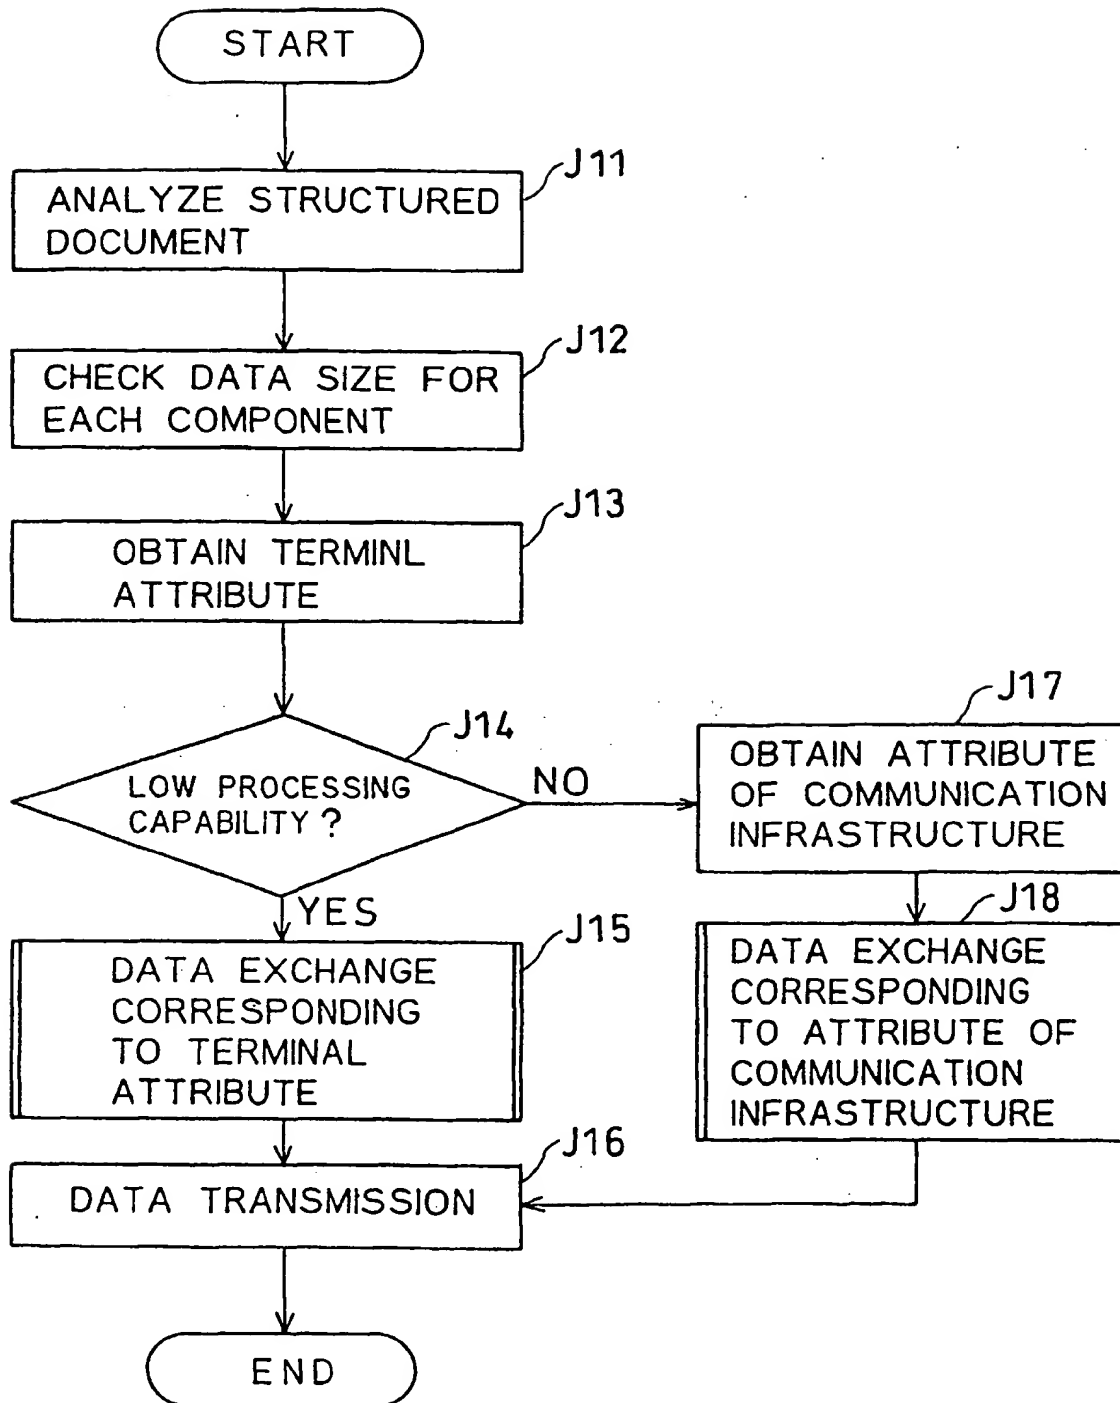 START
J11
ANALYZE STRUCTURED
DOCUMENT
J12
CHECK DATA SIZE FOR
EACH COMPONENT
J13
OBTAIN TERMINL
ATTRIBUTE
J14
LOW PROCESSING
CAPABILITY?
NO
YES
J17
OBTAIN ATTRIBUTE
OF COMMUNICATION
INFRASTRUCTURE
J15
DATA EXCHANGE
CORRESPONDING
TO TERMINAL
ATTRIBUTE
J18
DATA EXCHANGE
CORRESPONDING
TO ATTRIBUTE OF
COMMUNICATION
INFRASTRUCTURE
J16
DATA TRANSMISSION
END